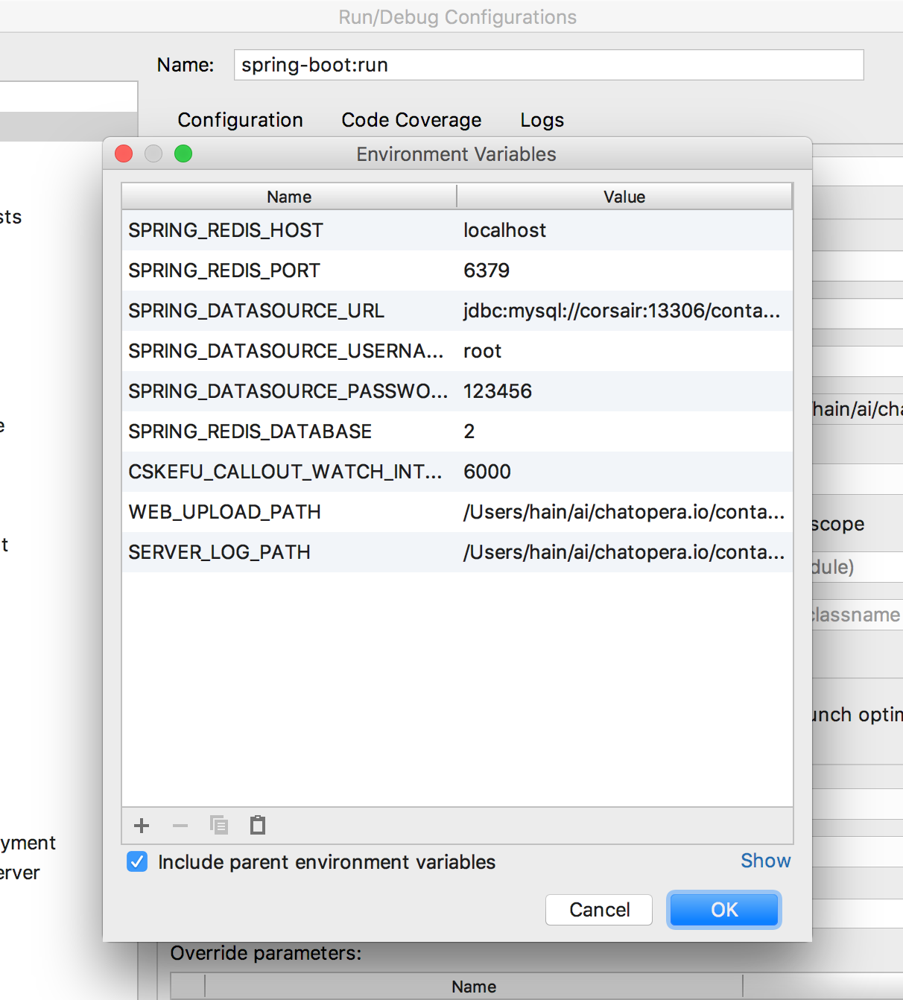 Run/Debug Configurations
Name: spring-boot:run
Configuration Code Coverage Logs
Environment Variables
Name Value
SPRING_REDIS_HOST localhost
sts
SPRING_REDIS_PORT 6379
SPRING_DATASOURCE_URL jdbc:mysql://corsair:13306/conta...
SPRING_DATASOURCE_USERNA... root
SPRING_DATASOURCE_PASSWO... 123456
hain/ai/cha
SPRING_REDIS_DATABASE 2
e
CSKEFU_CALLOUT_WATCH_INT... 6000
WEB_UPLOAD_PATH /Users/hain/ai/chatopera.io/conta...
scope
t
SERVER_LOG_PATH /Users/hain/ai/chatopera.io/conta...
dule)
classname
unch optim
yment
Include parent environment variables Show
erver
Cancel OK
Override parameters:
Name